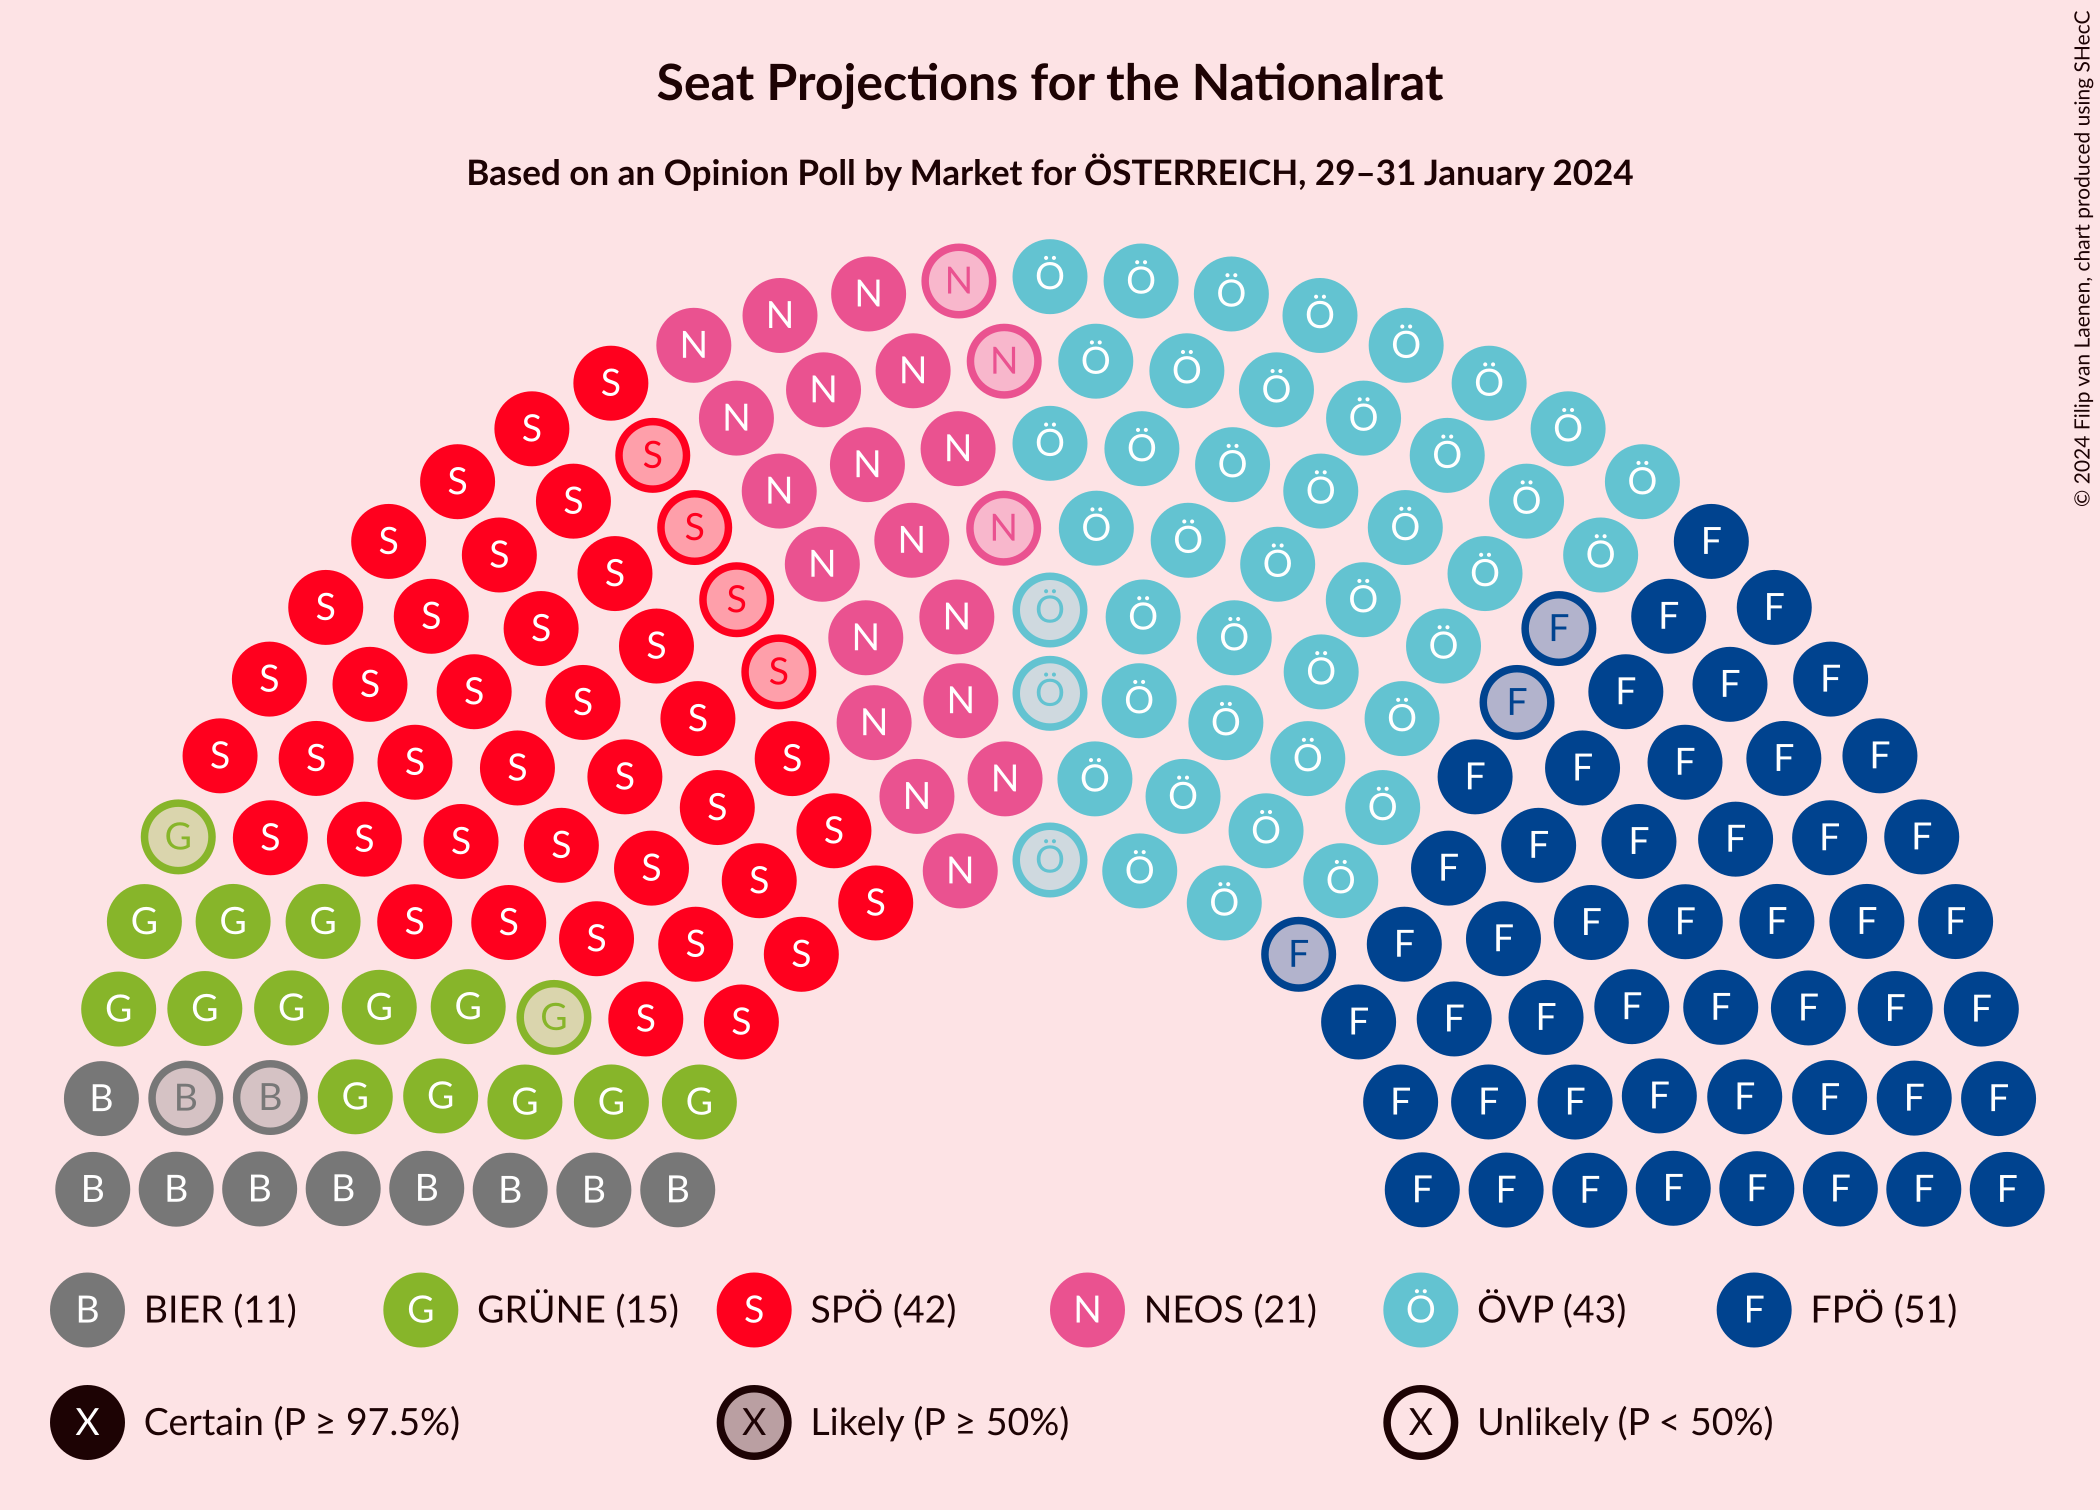 Seat Projections for the Nationalrat
Based on an Opinion Poll by Market for ÖSTERREICH, 29–31 January 2024
© 2024 Filip van Laenen, chart produced using SHecC
N Ö Ö Ö
N N Ö Ö
N Ö
S N Ö
N Ö Ö
N N Ö Ö
S N Ö Ö
S N N Ö Ö Ö
S S N Ö Ö
N Ö
S S N Ö Ö
S N Ö Ö Ö
S N Ö Ö F
S S N Ö Ö F
S S S N Ö Ö F
S S N Ö F F
S S N Ö Ö F
S S N Ö Ö F F
S S S N Ö Ö F F
S S S S Ö Ö F F F
S S N N Ö Ö F F
S S N Ö Ö F
G S S S S S Ö F F F F F
S S N Ö Ö Ö F
G G G S S S S Ö F F F F F
S S S F F F
G G G G G G S S F F F F F F F F
B B B G G G G G F F F F F F F F
B B B B B B B B F F F F F F F F
B BIER (11) G GRÜNE (15) S SPÖ (42) N NEOS (21) Ö ÖVP (43) F FPÖ (51)
X Certain (P ≥ 97.5%) X Likely (P ≥ 50%) X Unlikely (P < 50%)